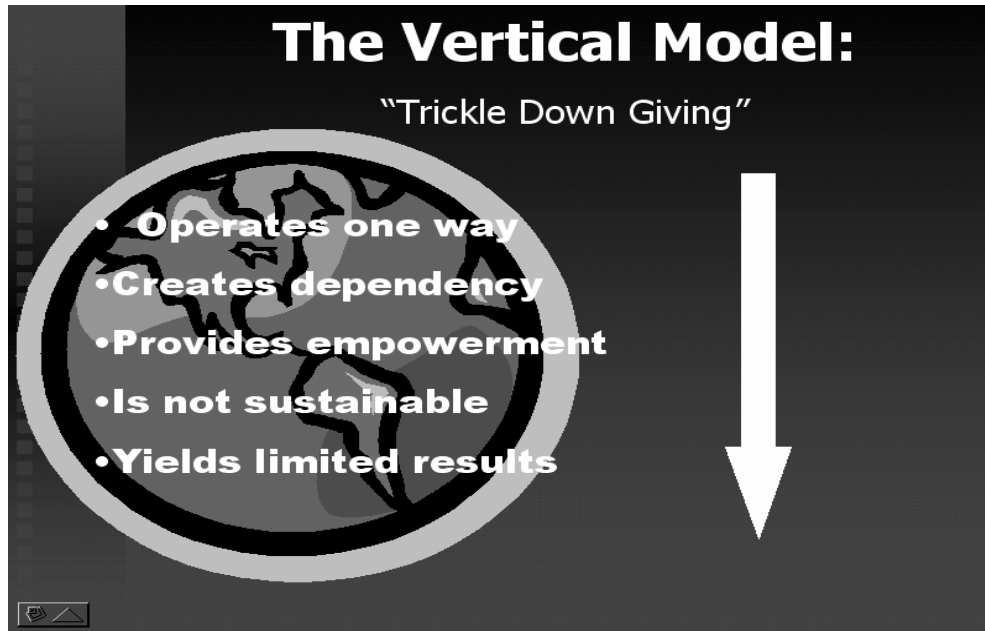 The Vertical Model:
“Trickle Down Giving”
• Operates one way
•Creates dependency
•Provides empowerment
•Is not sustainable
•Yields limited results